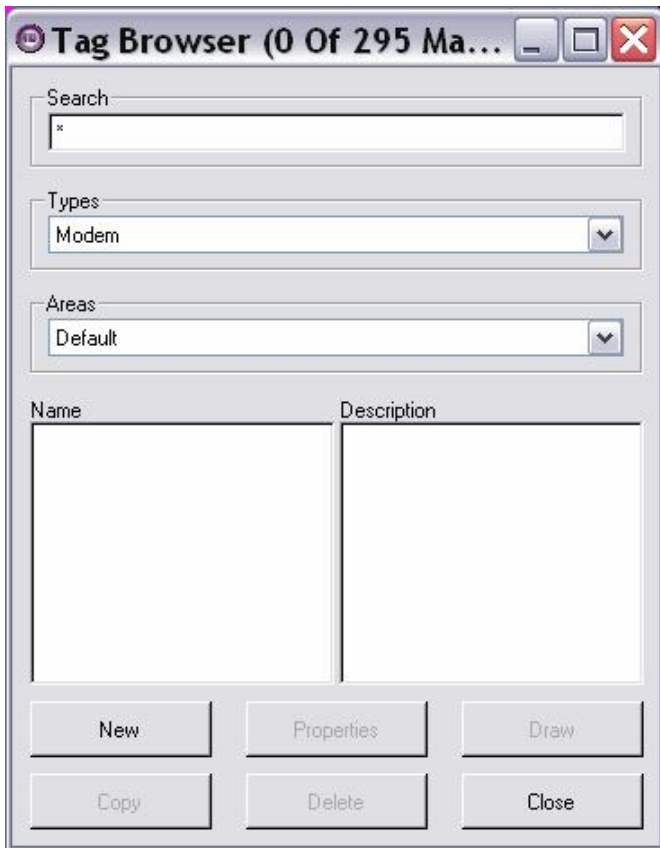 Tag Browser (0 Of 295 Ma...
Search
*
Types
Modem
Areas
Default
Name Description
New Properties Draw
Copy Delete Close